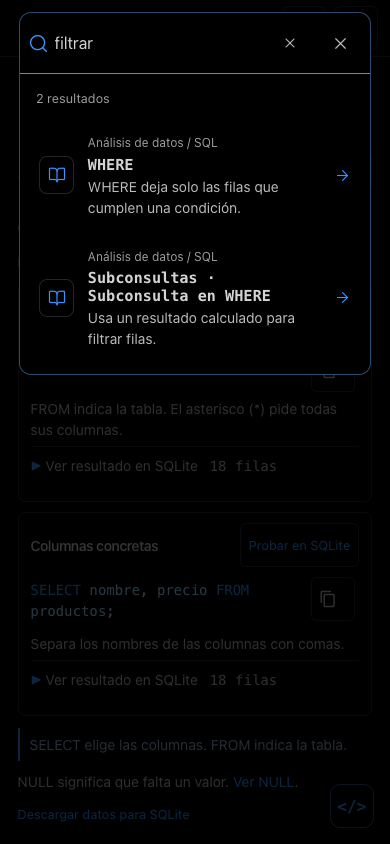 filtrar
2 resultados
Análisis de datos / SQL
WHERE
WHERE deja solo las filas que
cumplen una condición.
Análisis de datos / SQL
Subconsultas ·
Subconsulta en WHERE
Usa un resultado calculado para
filtrar filas.
FROM indica la tabla. El asterisco (*) pide todas
sus columnas.
Ver resultado en SQLite 18 filas
Columnas concretas
Probar en SQLite
SELECT nombre, precio FROM
productos;
Separa los nombres de las columnas con comas.
Ver resultado en SQLite 18 filas
SELECT elige las columnas. FROM indica la tabla.
NULL significa que falta un valor. Ver NULL.
Descargar datos para SQLite
</>